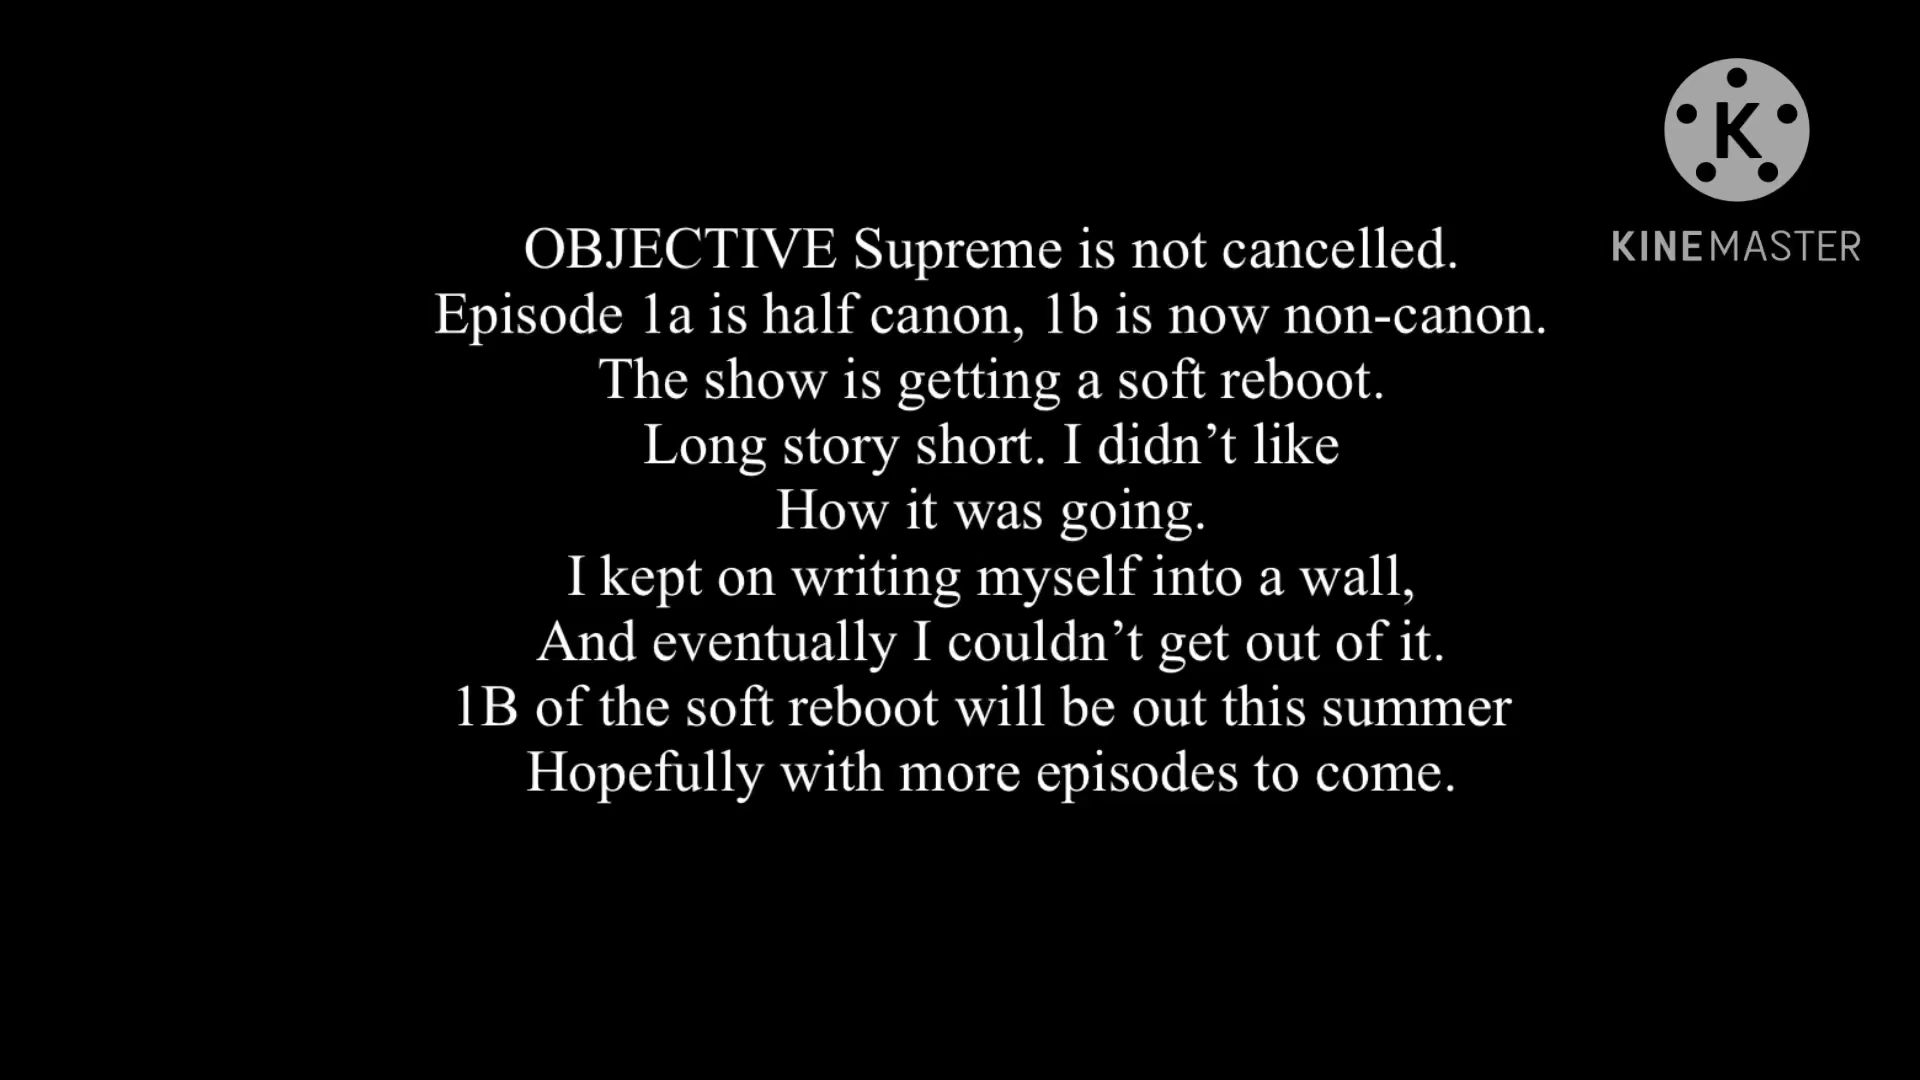 K
KINEMASTER
OBJECTIVE Supreme is not cancelled.
Episode 1a is half canon, 1b is now non-canon.
The show is getting a soft reboot.
Long story short. I didn’t like
How it was going.
I kept on writing myself into a wall,
And eventually I couldn’t get out of it.
1B of the soft reboot will be out this summer
Hopefully with more episodes to come.